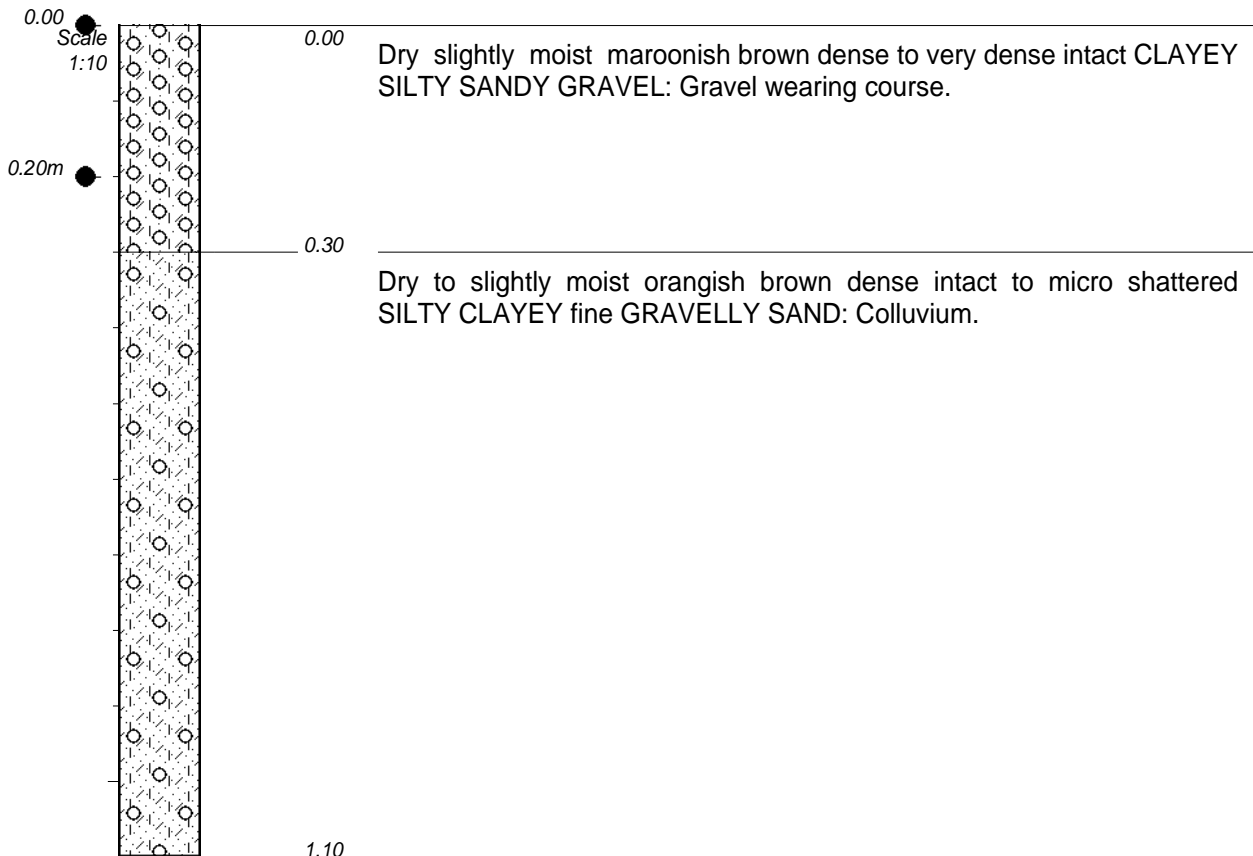 0.00
Scale
1:10
0.00
Dry slightly moist maroonish brown dense to very dense intact CLAYEY
SILTY SANDY GRAVEL: Gravel wearing course.
0.20m
0.30
Dry to slightly moist orangish brown dense intact to micro shattered
SILTY CLAYEY fine GRAVELLY SAND: Colluvium.
1.10